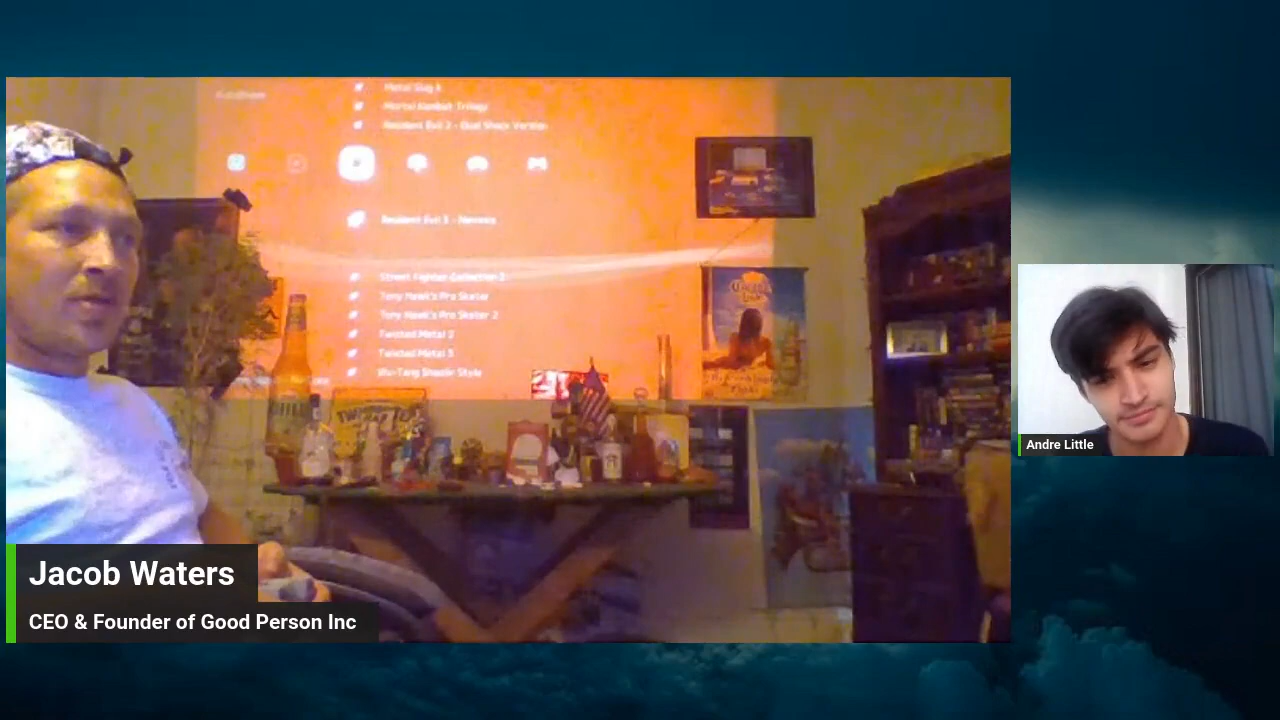 Metal Slug X
Mortal Kombat Trilogy
Resident Evil 2 - Dual Shock Version
Resident Evil 3 - Nemesis
Street Fighter Collection 2
Tony Hawk's Pro Skater
Tony Hawk's Pro Skater 2
Twisted Metal 2
Twisted Metal 3
Wu-Tang Shaolin Style
Andre Little
Jacob Waters
CEO & Founder of Good Person Inc